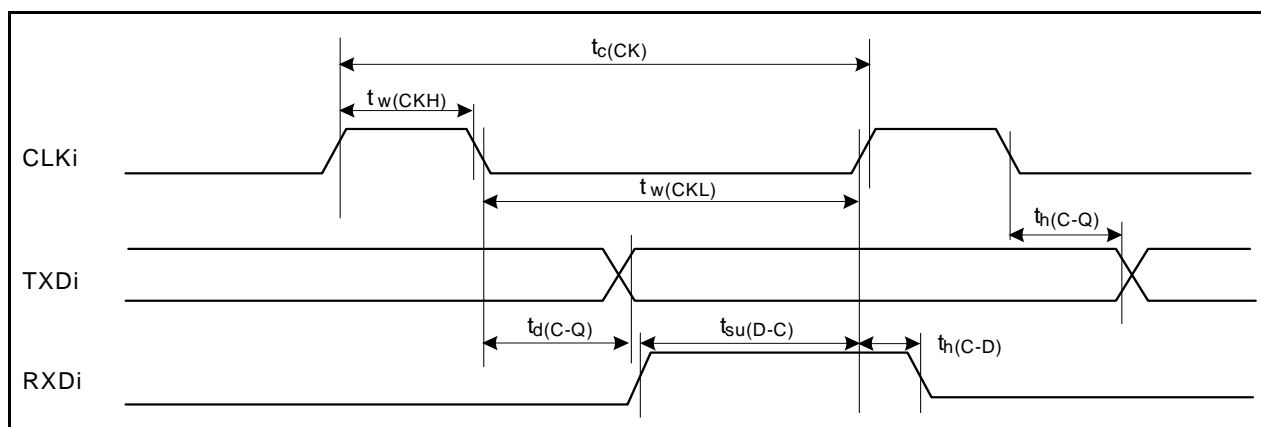 tc(CK)
tw(CKH)
CLKi
tw(CKL)
th(C-Q)
TXDi
td(C-Q)
tsu(D-C)
th(C-D)
RXDi